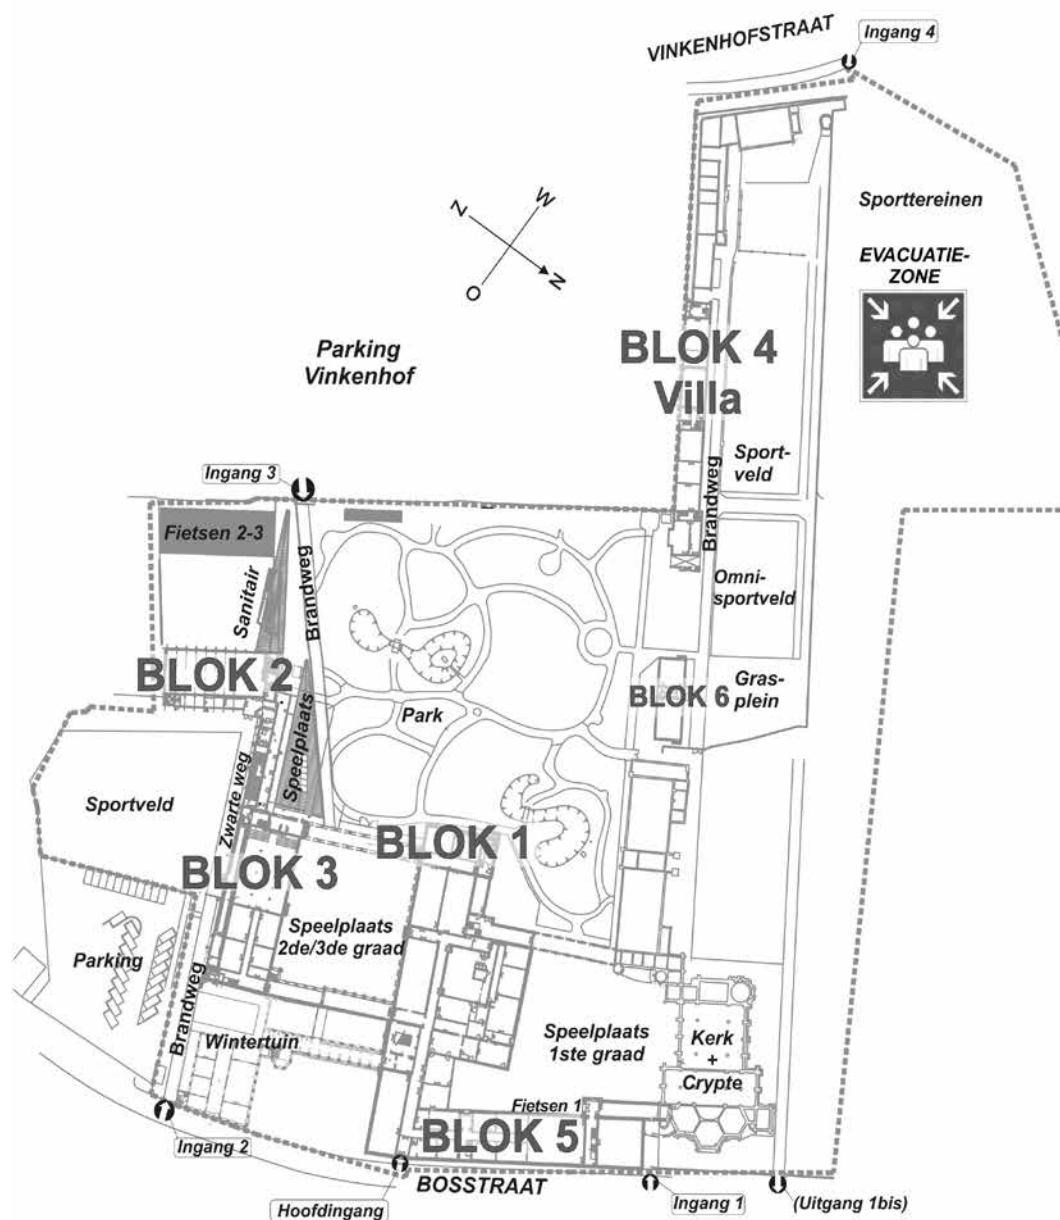 VINKENHOFSTRAAT
Ingang 4
Sporttereinen
EVACUATIE-
ZONE
Z
W
O
N
Parking
Vinkenhof
BLOK 4
Villa
Sport-
veld
Brandweg
Ingang 3
Fietsen 2-3
Sanitair
Brandweg
Omni-
sportveld
BLOK 2
BLOK 6
Gras-
plein
Park
Speelplaats
Zwarte weg
Sportveld
BLOK 1
BLOK 3
Speelplaats
2de/3de graad
Parking
Brandweg
Wintertuin
Speelplaats
1ste graad
Kerk
+
Crypte
Fietsen 1
BLOK 5
Ingang 2
Hoofdingang
BOSSTRAAT
Ingang 1
(Uitgang 1bis)